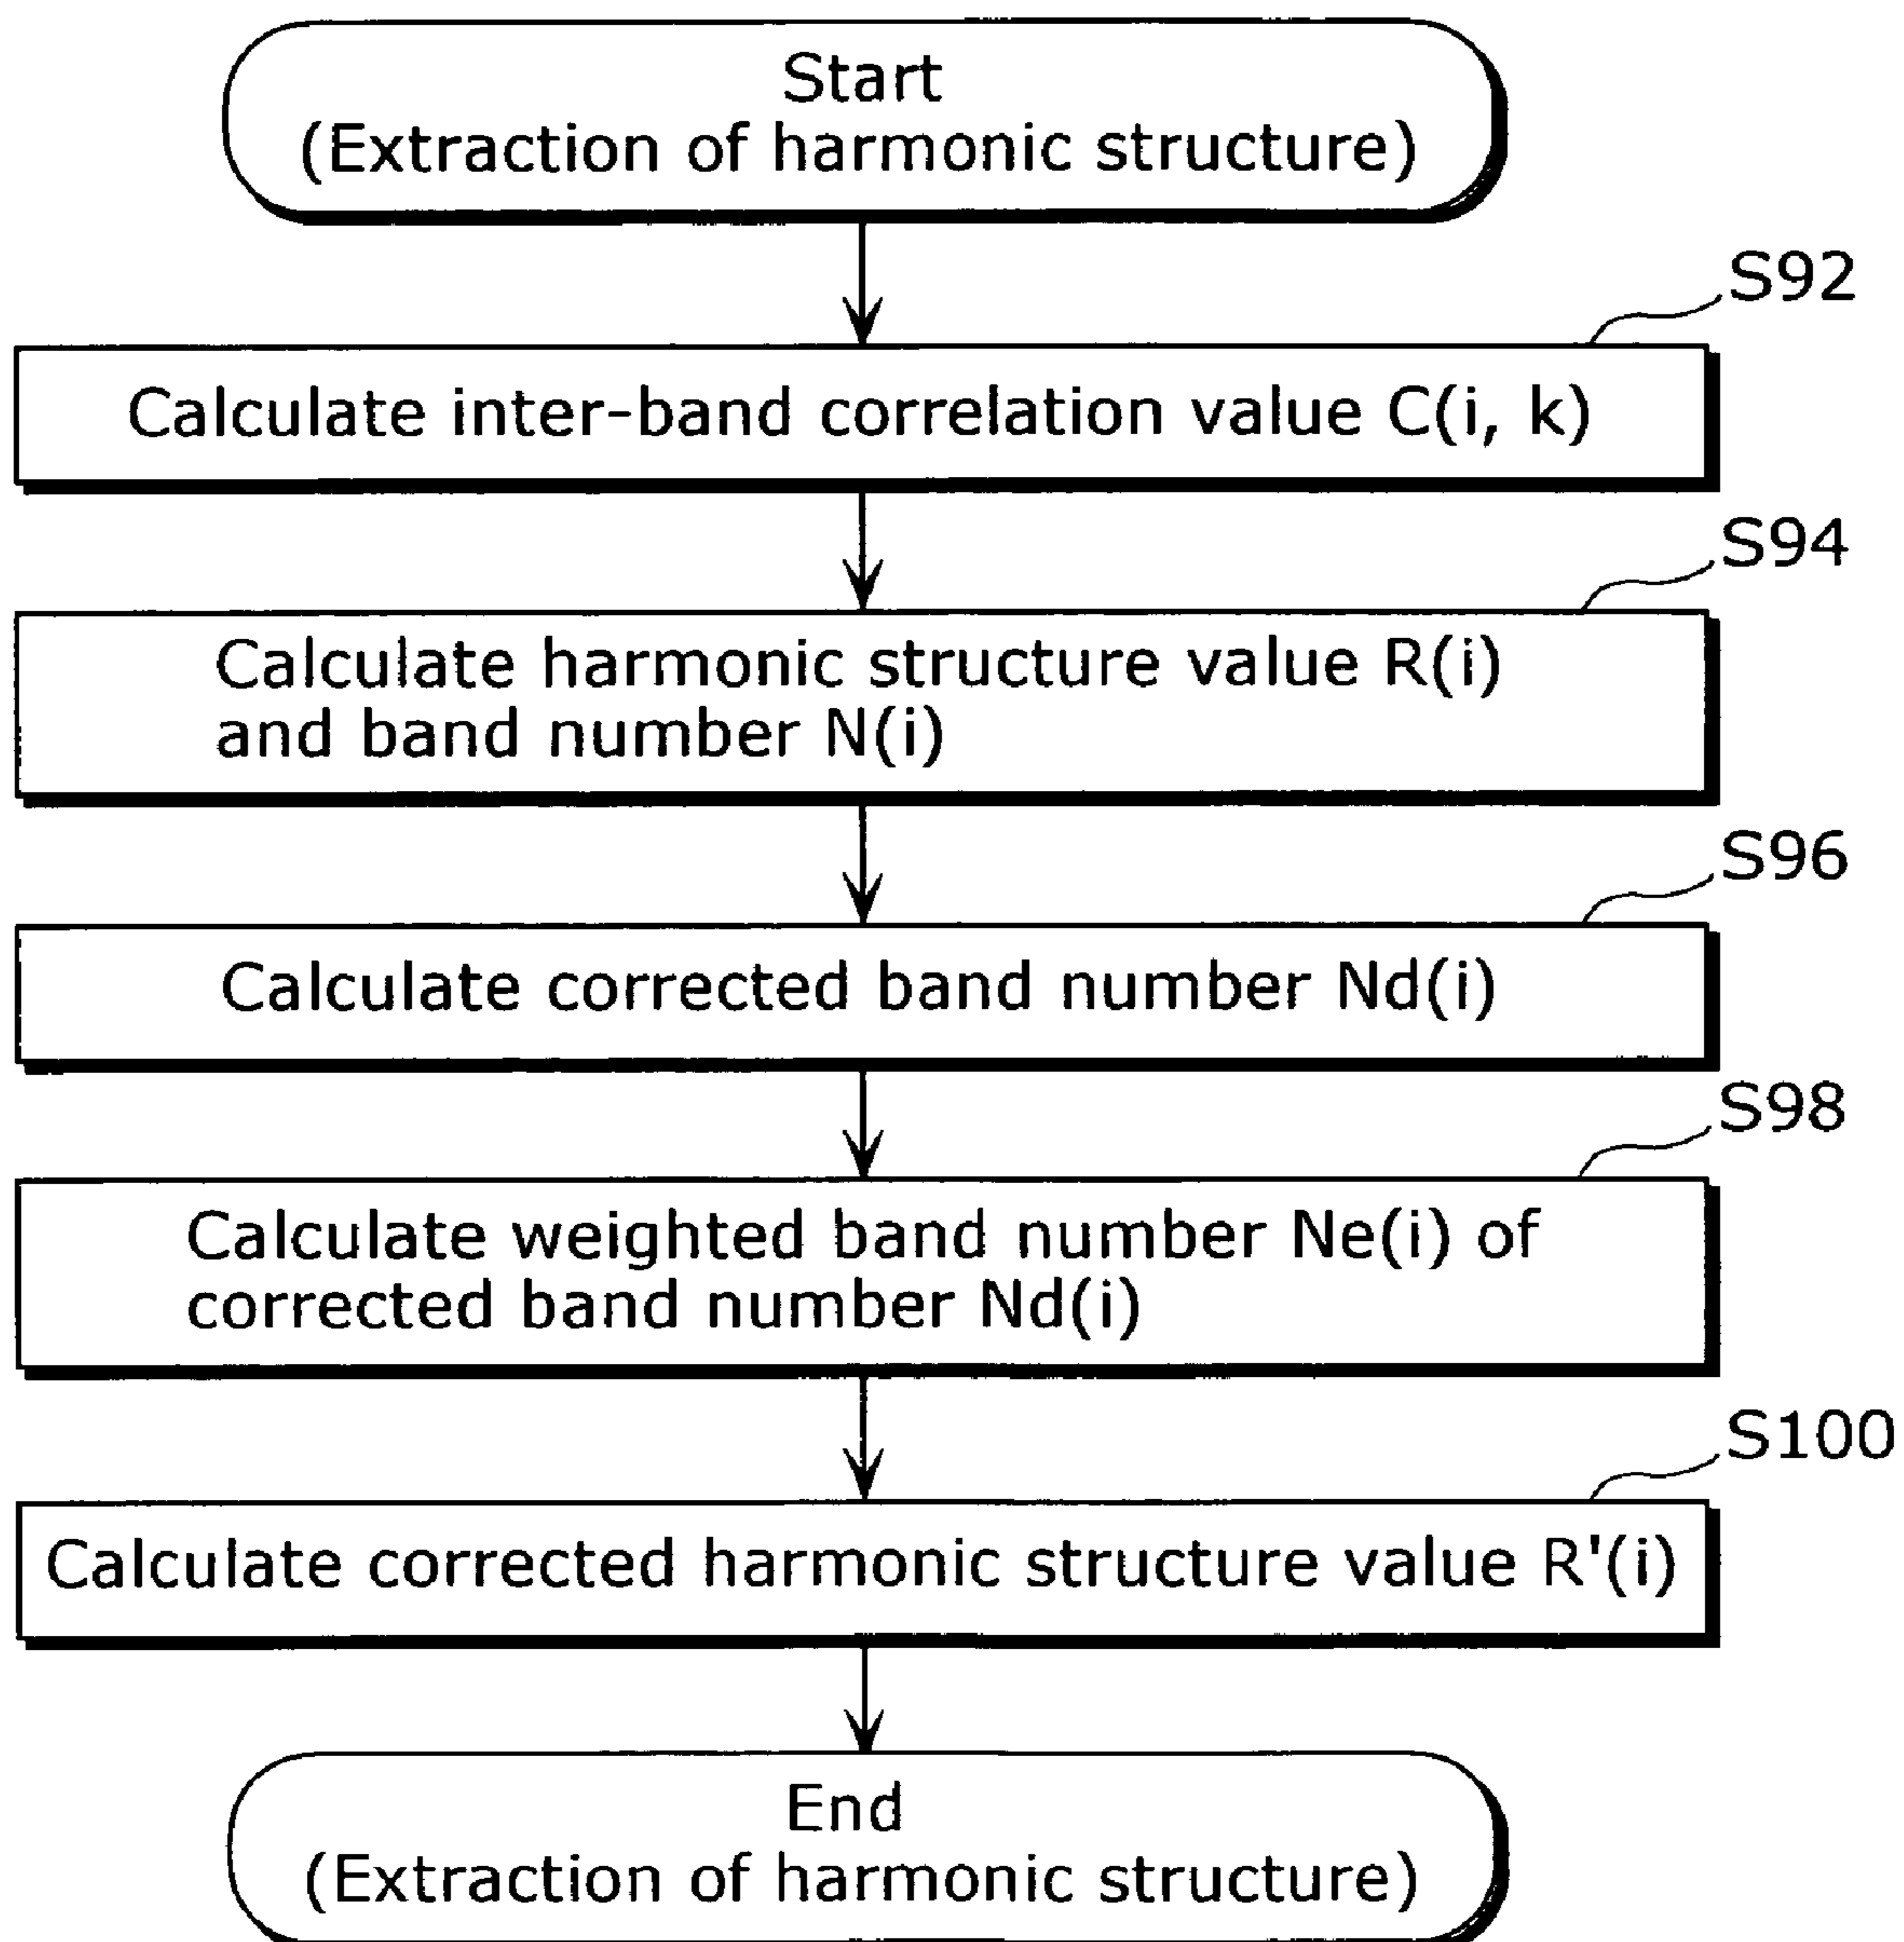 Start
(Extraction of harmonic structure)
S92
Calculate inter-band correlation value C(i, k)
S94
Calculate harmonic structure value R(i)
and band number N(i)
S96
Calculate corrected band number Nd(i)
S98
Calculate weighted band number Ne(i) of
corrected band number Nd(i)
S100
Calculate corrected harmonic structure value R'(i)
End
(Extraction of harmonic structure)